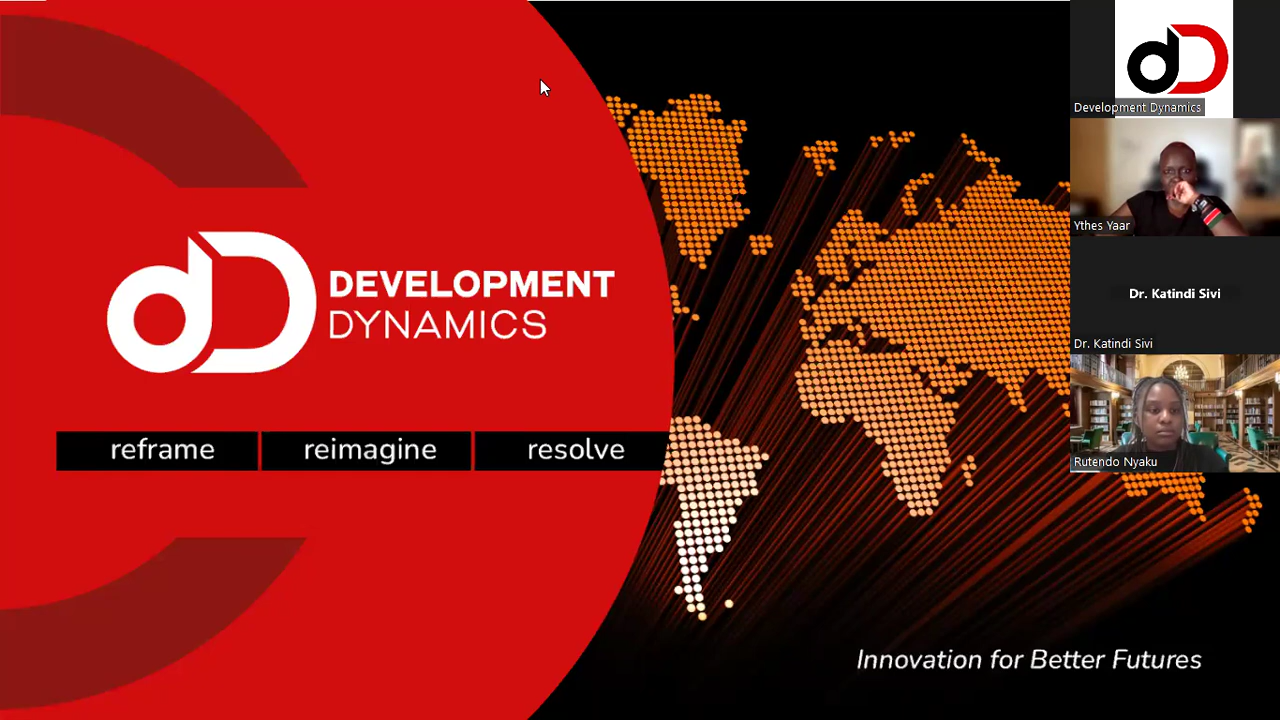 DEVELOPMENT
DYNAMICS
reframe
reimagine
resolve
Innovation for Better Futures
dD
Development Dynamics
Ythes Yaar
Dr. Katindi Sivi
Dr. Katindi Sivi
Rutendo Nyaku